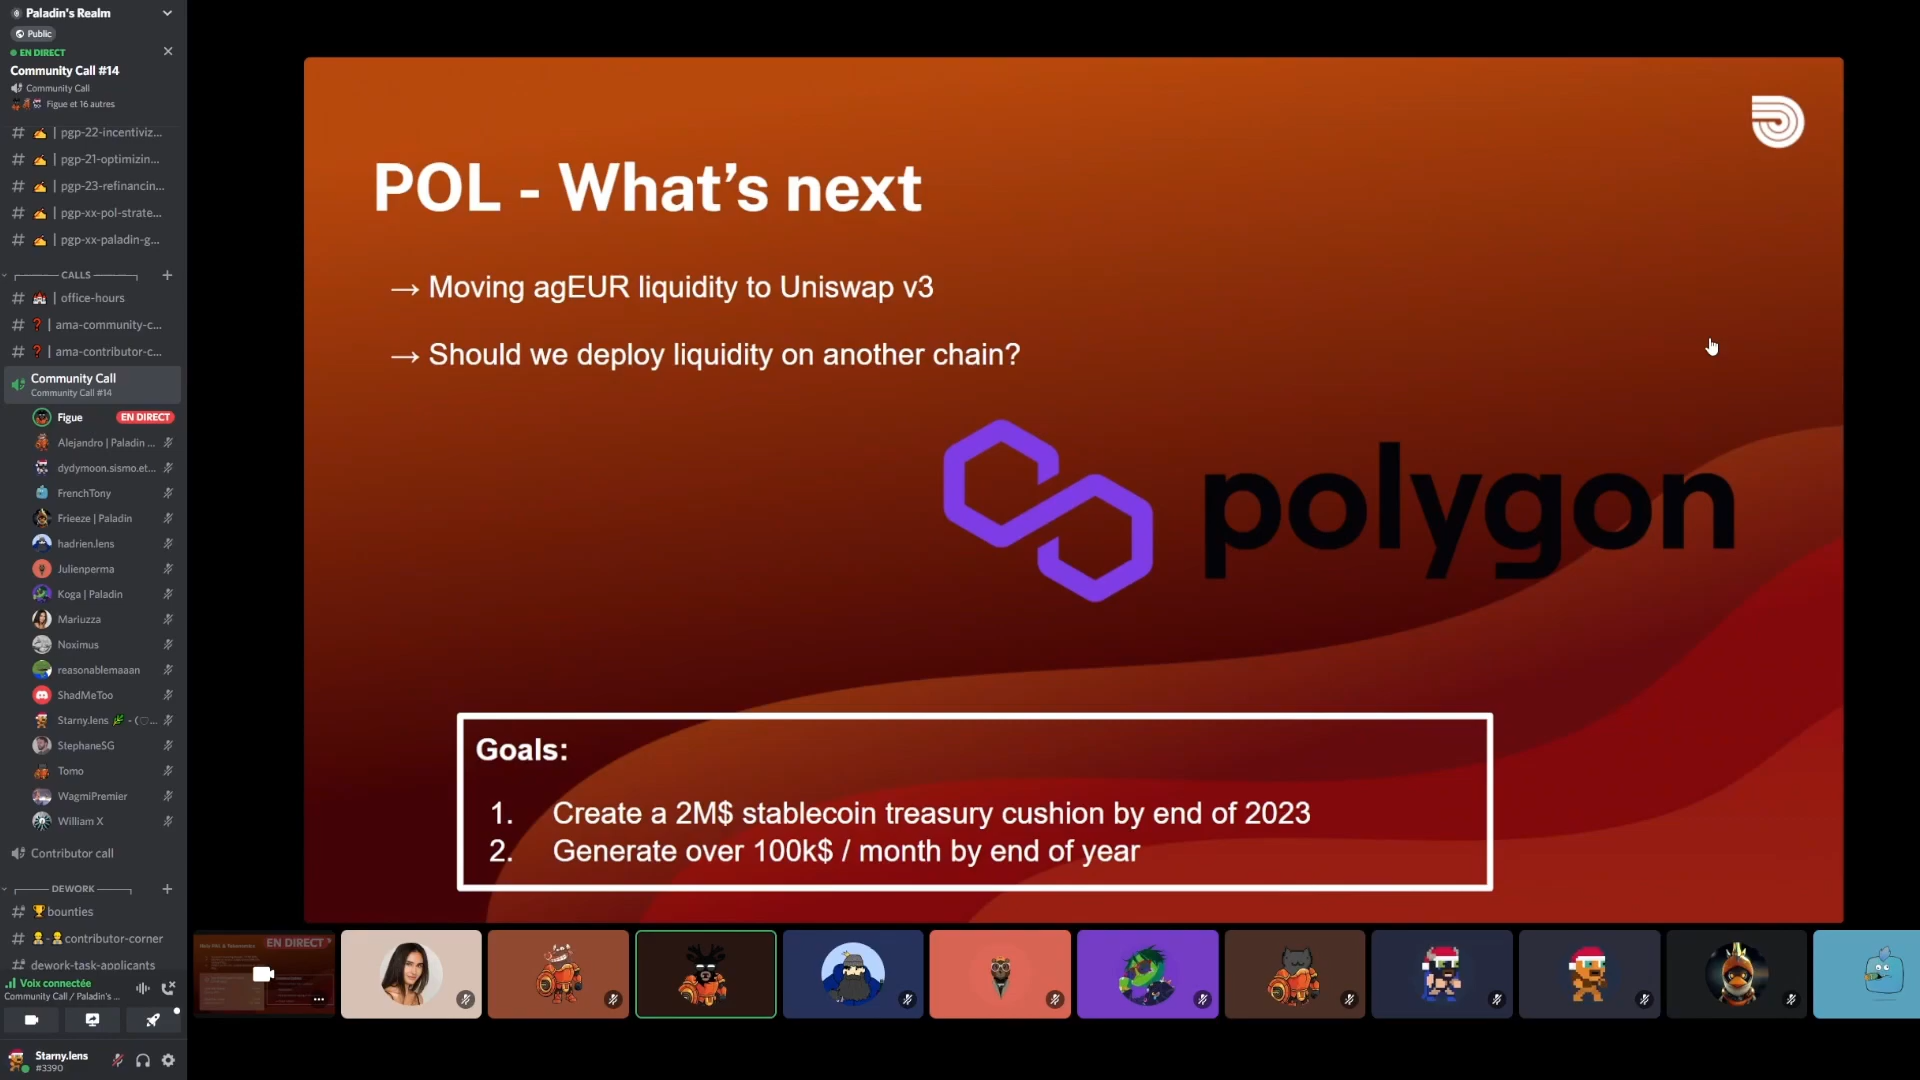 Paladin's Realm
Public
EN DIRECT
Community Call #14
Community Call
Figue et 16 autres
# | pgp-22-incentiviz...
# | pgp-21-optimizin...
# | pgp-23-refinancin...
# | pgp-xx-pol-strate...
# | pgp-xx-paladin-g...
CALLS
# | office-hours
# ❓ | ama-community-c...
# ❓ | ama-contributor-c...
Community Call
Community Call #14
Figue EN DIRECT
Alejandro | Paladin ...
dydymoon.sismo.et...
FrenchTony
Frieeze | Paladin
hadrien.lens
Julienperma
Koga | Paladin
Mariuzza
Noximus
reasonablemaaan
ShadMeToo
Starny.lens 🌿 - (♡...
StephaneSG
Tomo
WagmiPremier
William X
Contributor call
DEWORK
# 🏆bounties
# contributor-corner
# dework-task-applicants
Voix connectée
Community Call / Paladin's ...
Starny.lens
#3390
POL - What's next
→ Moving agEUR liquidity to Uniswap v3
→ Should we deploy liquidity on another chain?
polygon
Goals:
1. Create a 2M$ stablecoin treasury cushion by end of 2023
2. Generate over 100k$ / month by end of year
EN DIRECT